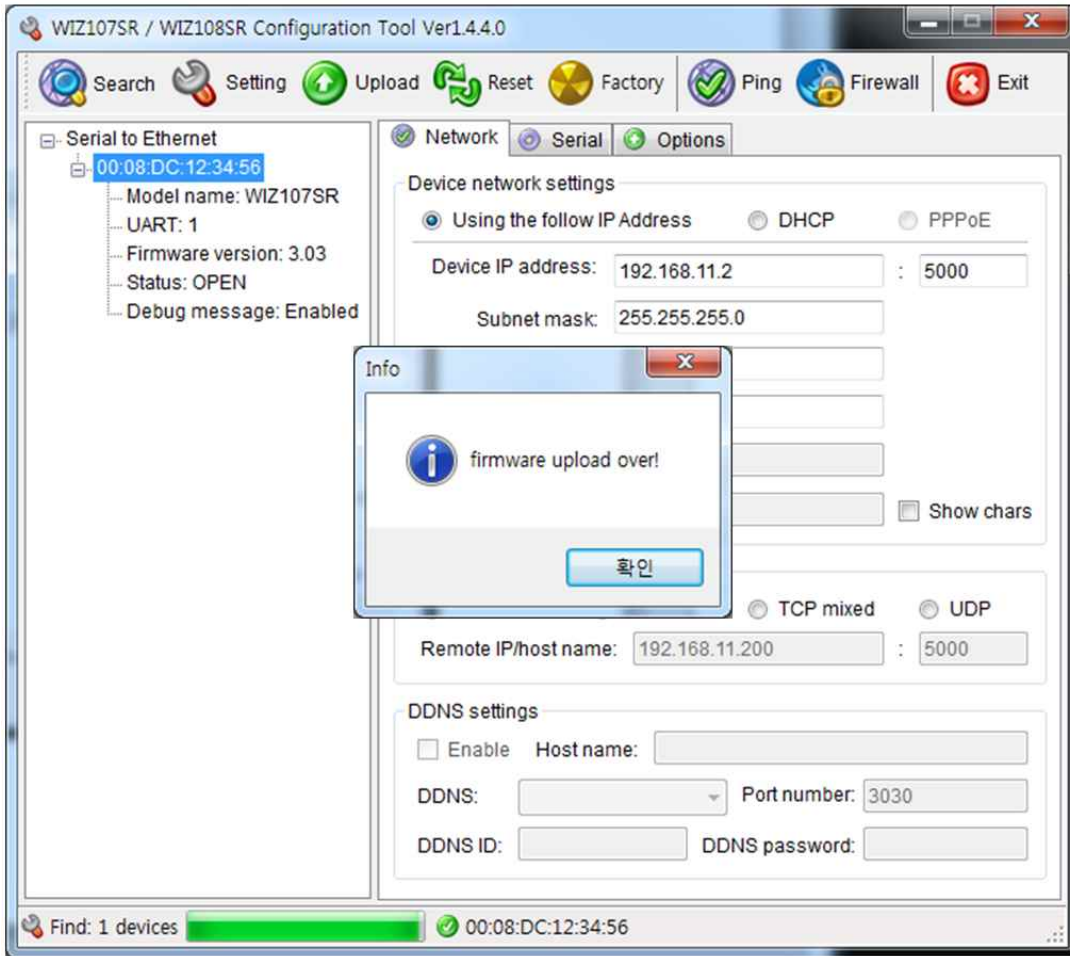 WIZ107SR / WIZ108SR Configuration Tool Ver1.4.4.0
Search Setting Upload Reset Factory Ping Firewall Exit
Serial to Ethernet
00:08:DC:12:34:56
Model name: WIZ107SR
UART: 1
Firmware version: 3.03
Status: OPEN
Debug message: Enabled
Network Serial Options
Device network settings
Using the follow IP Address DHCP PPPoE
Device IP address: 192.168.11.2 : 5000
Subnet mask: 255.255.255.0
Info
firmware upload over!
확인
Show chars
TCP mixed UDP
Remote IP/host name: 192.168.11.200 : 5000
DDNS settings
Enable Host name:
DDNS: Port number: 3030
DDNS ID: DDNS password:
Find: 1 devices 00:08:DC:12:34:56